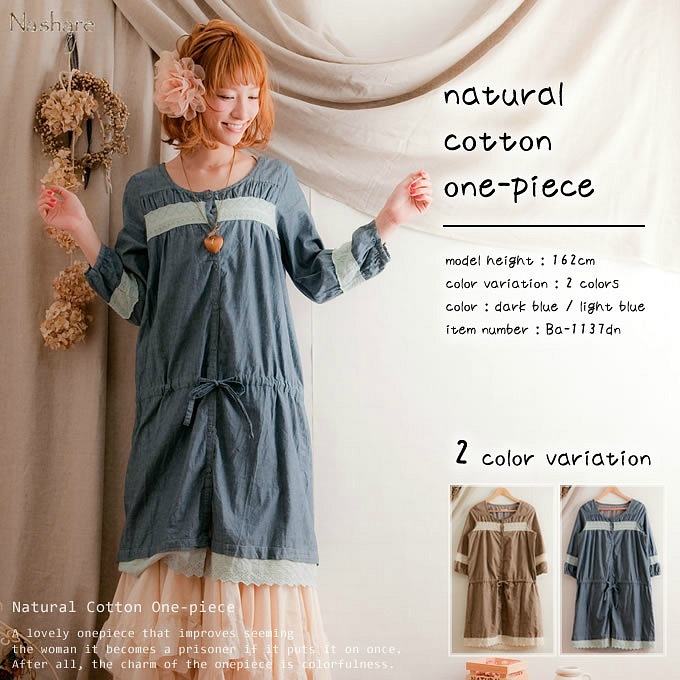 Nashare
natural
cotton
one-piece
model height : 162cm
color variation : 2 colors
color : dark blue / light blue
item number : Ba-1137dn
2 color variation
Natural Cotton One-piece
A lovely onepiece that improves seeming
the woman it becomes a prisoner if it puts it on once.
After all, the charm of the onepiece is colorfulness.